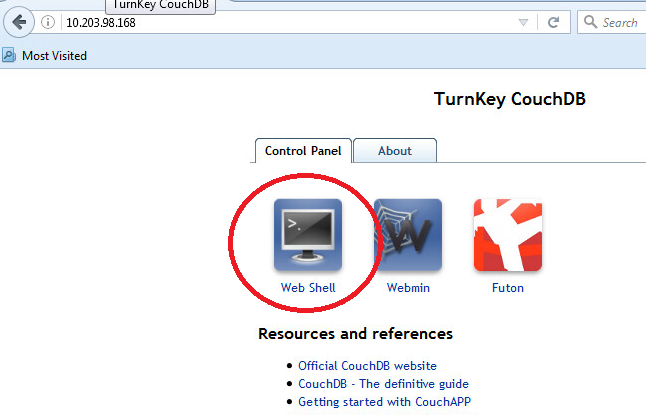 TurnKey CouchDB
10.203.98.168
Search
Most Visited
TurnKey CouchDB
Control Panel About
>_
Web Shell Webmin Futon
Resources and references
Official CouchDB website
CouchDB - The definitive guide
Getting started with CouchAPP